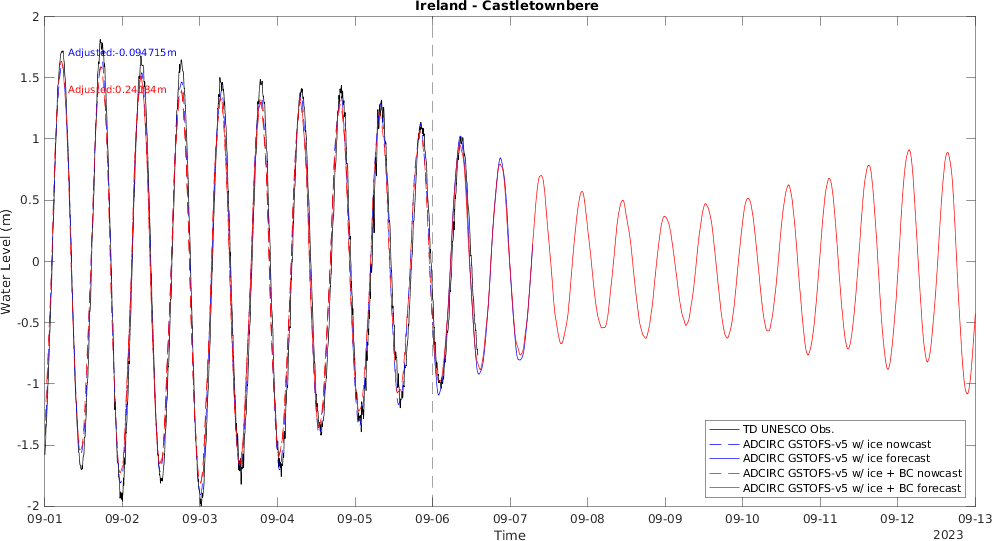 Ireland - Castletownbere
Water Level (m)
2
1.5
1
0.5
0
-0.5
-1
-1.5
-2
Adjusted:-0.094715m
Adjusted:0.24184m
TD UNESCO Obs.
ADCIRC GSTOFS-v5 w/ ice nowcast
ADCIRC GSTOFS-v5 w/ ice forecast
ADCIRC GSTOFS-v5 w/ ice + BC nowcast
ADCIRC GSTOFS-v5 w/ ice + BC forecast
09-01 09-02 09-03 09-04 09-05 09-06 09-07 09-08 09-09 09-10 09-11 09-12 09-13
Time
2023